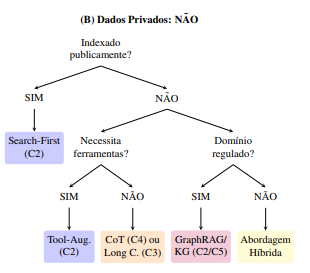 (B) Dados Privados: NÃO
Indexado
publicamente?
SIM
NÃO
Search-First
(C2)
Necessita
ferramentas?
Domínio
regulado?
SIM
NÃO
SIM
NÃO
Tool-Aug.
(C2)
CoT (C4) ou
Long C. (C3)
GraphRAG/
KG (C2/C5)
Abordagem
Híbrida